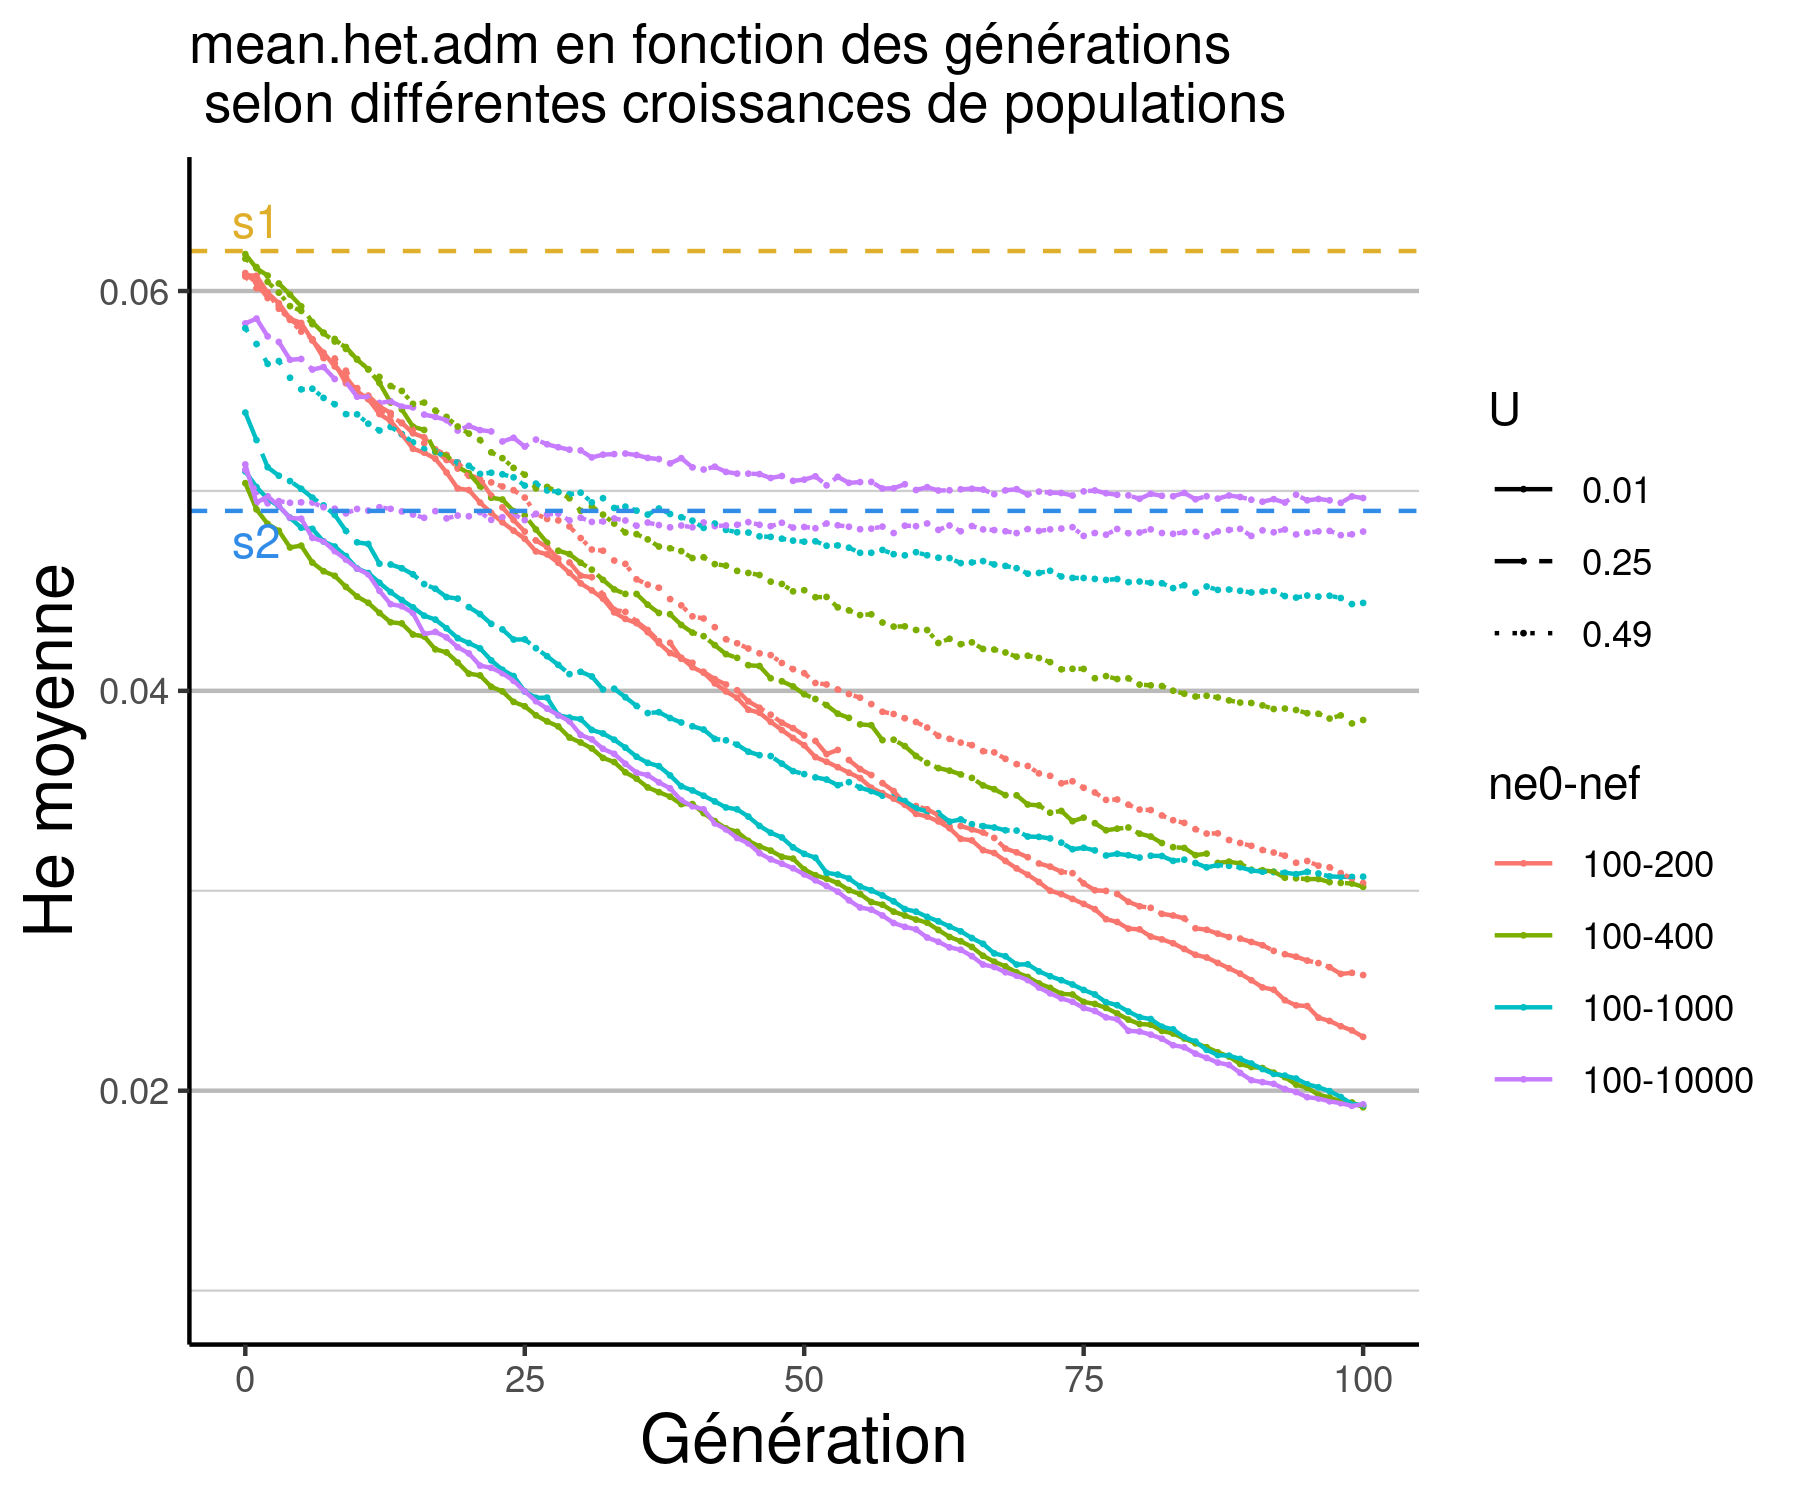 mean.het.adm en fonction des générations
selon différentes croissances de populations
s1
s2
He moyenne
0.06
0.04
0.02
0
25
50
75
100
Génération
U
0.01
0.25
0.49
ne0-nef
100-200
100-400
100-1000
100-10000